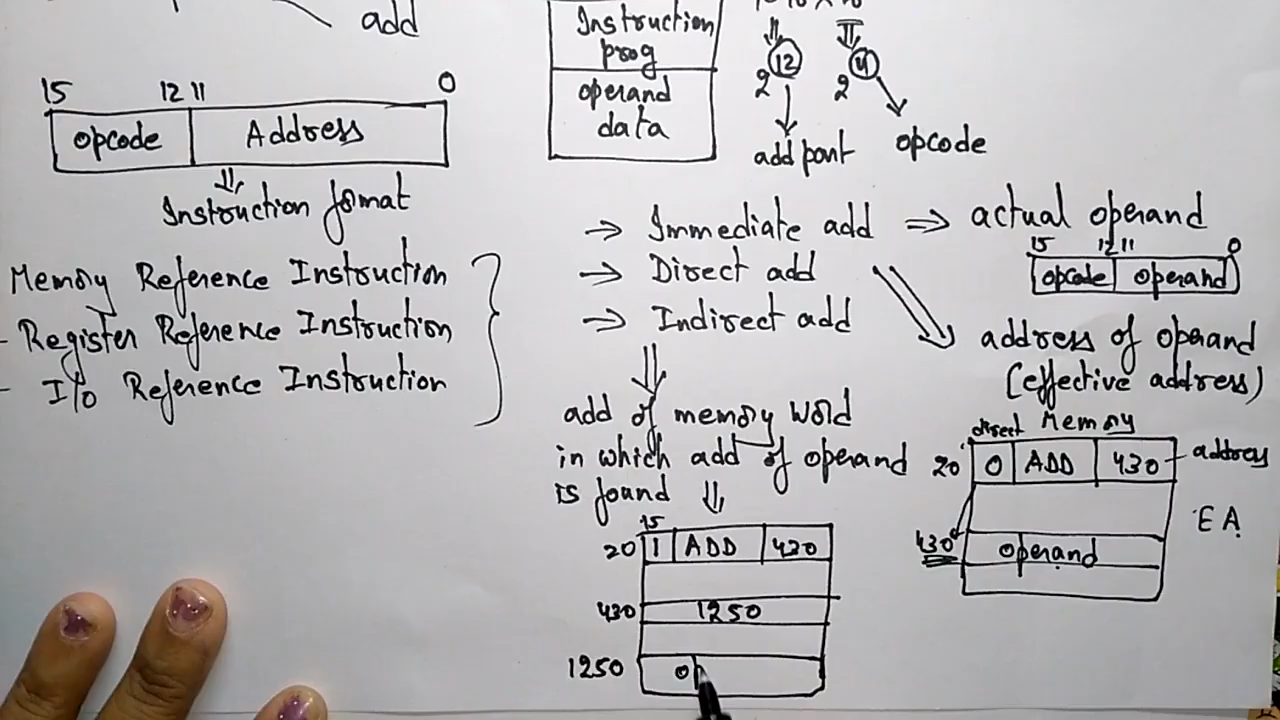 add
15 12 11 0
opcode Address
Instruction format
Memory Reference Instruction
- Register Reference Instruction
- I/o Reference Instruction
Instruction
prog
operand
data
2 12
2 4
add part
opcode
→ Immediate add ⇒ actual operand
15 12 11 0
opcode operand
→ Direct add
→ Indirect add
address of operand
(effective address)
add of memory word
in which add of operand
is found
15
20 1 ADD 430
430 1250
1250 op
direct Memory
20 0 ADD 430 address
EA
430 operand